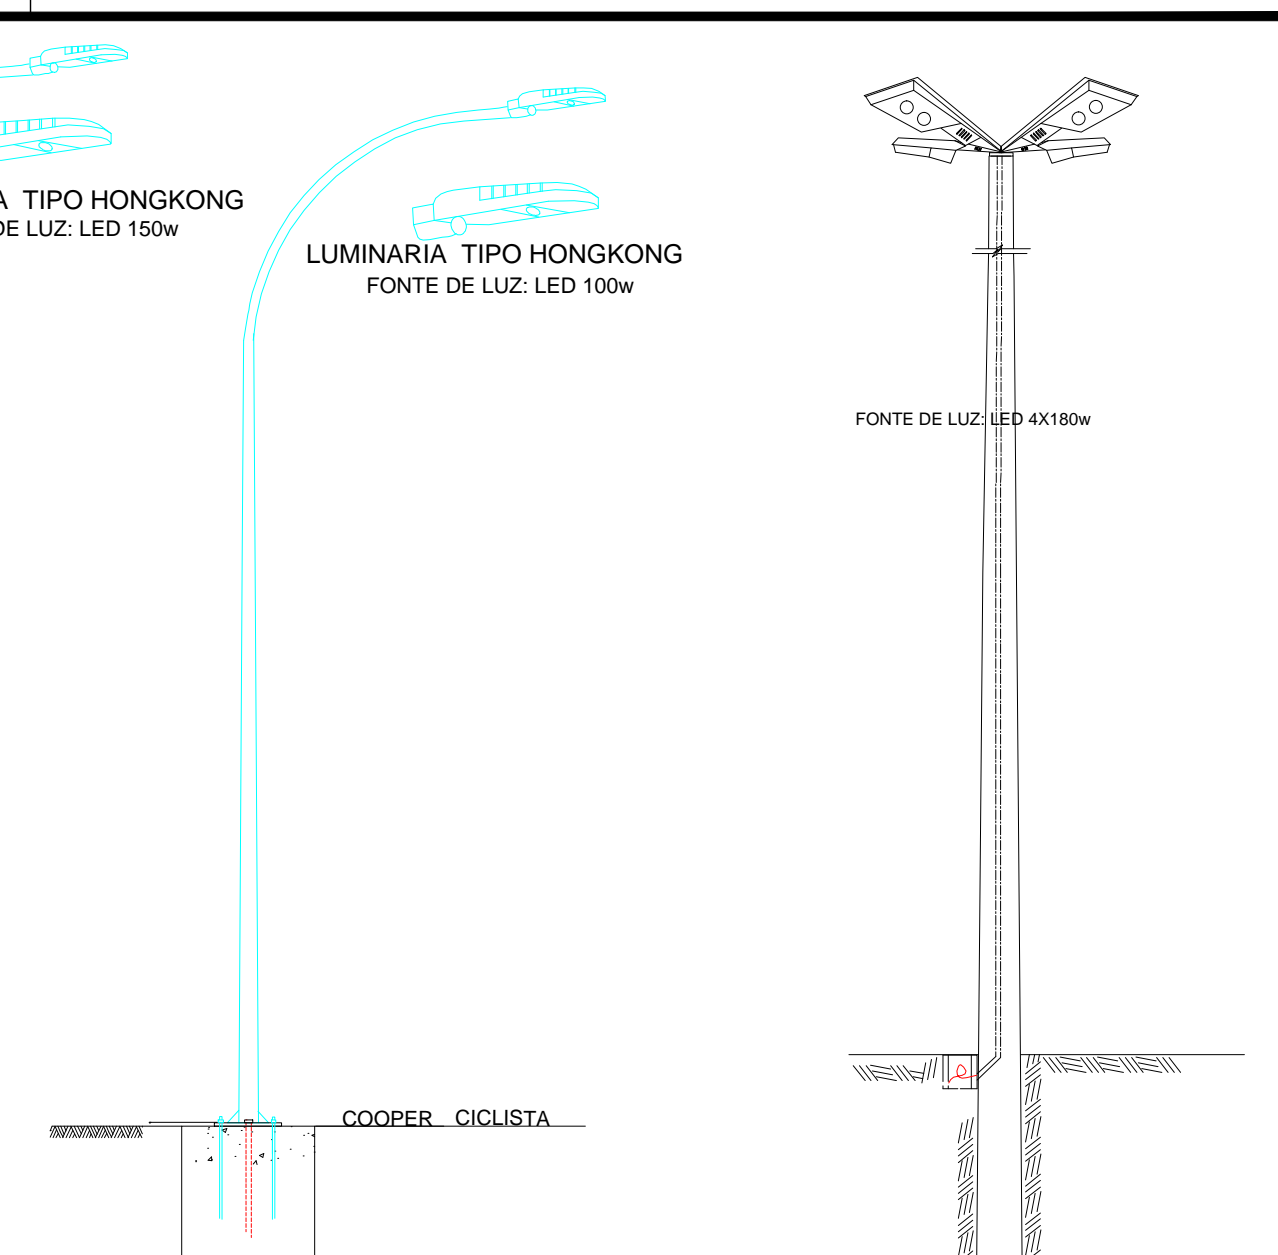 A  TIPO HONGKONG
DE LUZ: LED 150w
LUMINARIA  TIPO HONGKONG
FONTE DE LUZ: LED 100w
FONTE DE LUZ: LED 4X180w
COOPER  CICLISTA